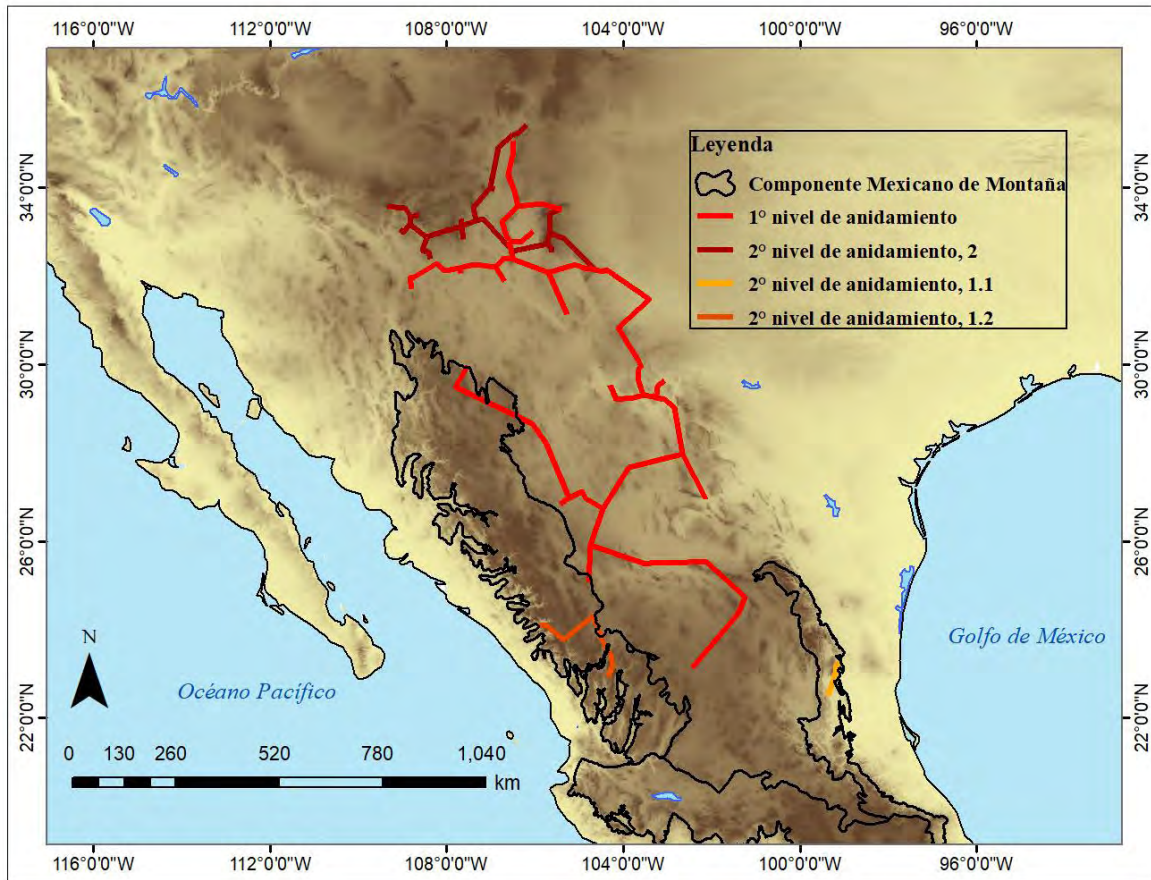 116°0'0"W 112°0'0"W 108°0'0"W 104°0'0"W 100°0'0"W 96°0'0"W
34°0'0"N
30°0'0"N
26°0'0"N
22°0'0"N
Leyenda
Componente Mexicano de Montaña
1° nivel de anidamiento
2° nivel de anidamiento, 2
2° nivel de anidamiento, 1.1
2° nivel de anidamiento, 1.2
34°0'0"N
30°0'0"N
26°0'0"N
22°0'0"N
N
Océano Pacífico
Golfo de México
0 130 260 520 780 1,040
km
116°0'0"W 112°0'0"W 108°0'0"W 104°0'0"W 100°0'0"W 96°0'0"W